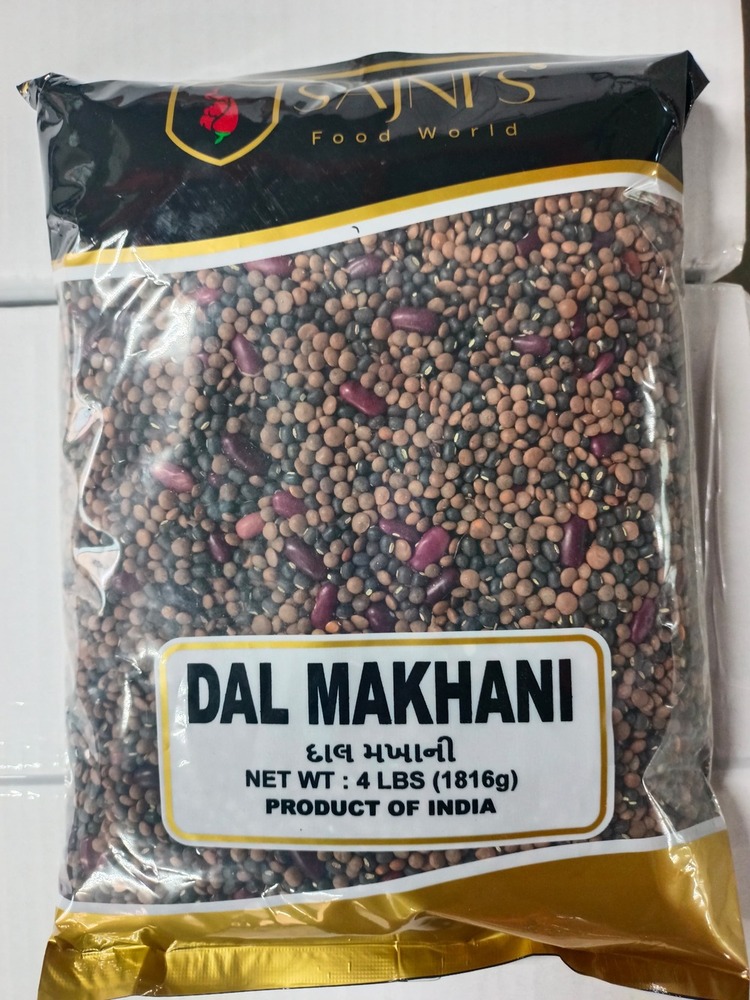 SAJNI'S
Food World
DAL MAKHANI
દાલ મખાની
NET WT : 4 LBS (1816g)
PRODUCT OF INDIA